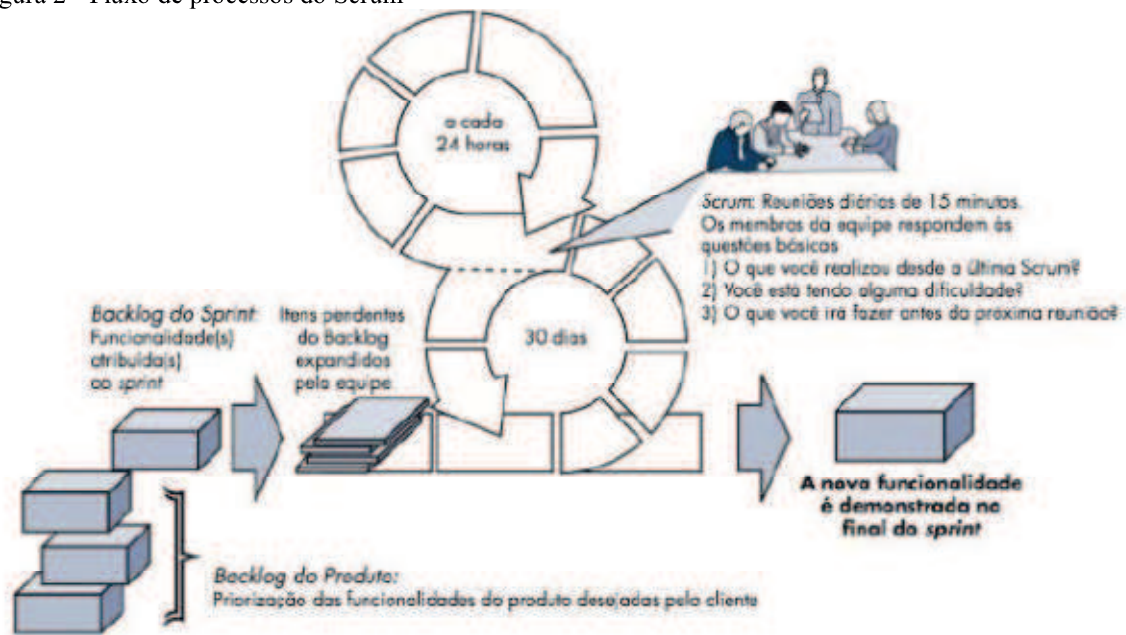 Figura 2 - Fluxo de processos do Scrum
a cada
24 horas
Scrum: Reuniões diárias de 15 minutos.
Os membros da equipe respondem às
questões básicas
1) O que você realizou desde a última Scrum?
2) Você está tendo alguma dificuldade?
3) O que você irá fazer antes da próxima reunião?
Backlog do Sprint:
Funcionalidade(s)
atribuída(s)
ao sprint
Itens pendentes
do Backlog
expandidos
pela equipe
30 dias
A nova funcionalidade
é demonstrada no
final do sprint
Backlog do Produto:
Priorização das funcionalidades do produto desejadas pelo cliente